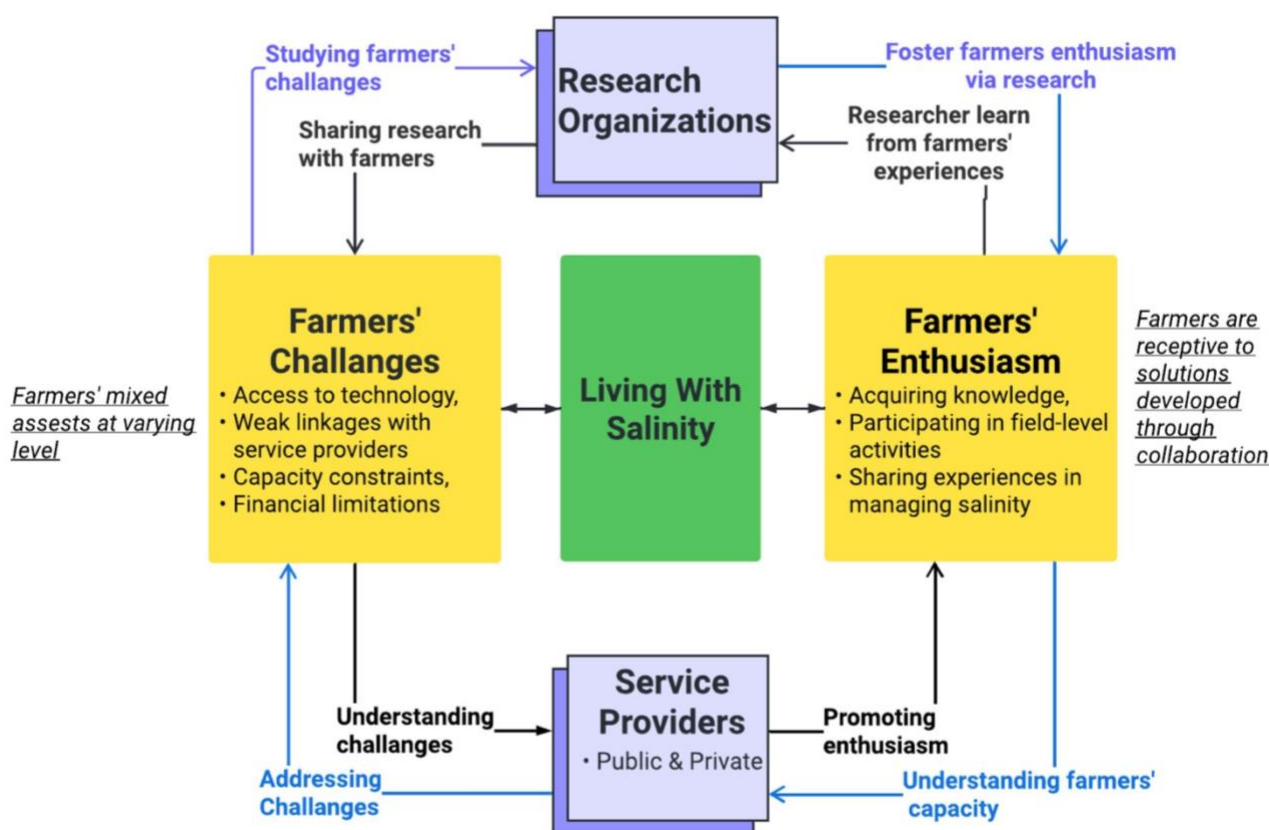 Studying farmers'
challanges
Research
Organizations
Foster farmers enthusiasm
via research
Sharing research
with farmers
Researcher learn
from farmers'
experiences
Farmers' mixed
assests at varying
level
Farmers'
Challanges
• Access to technology,
• Weak linkages with
service providers
• Capacity constraints,
• Financial limitations
Living With
Salinity
Farmers'
Enthusiasm
• Acquiring knowledge,
• Participating in field-level
activities
• Sharing experiences in
managing salinity
Farmers are
receptive to
solutions
developed
through
collaboration
Understanding
challanges
Service
Providers
• Public & Private
Promoting
enthusiasm
Addressing
Challanges
Understanding farmers'
capacity